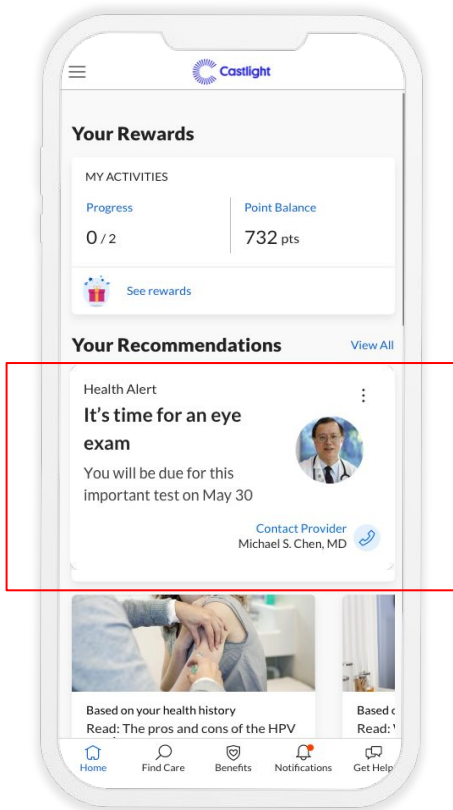 Castlight
Your Rewards
MY ACTIVITIES
Progress
0 / 2
Point Balance
732 pts
See rewards
Your Recommendations
View All
Health Alert
It’s time for an eye
exam
You will be due for this
important test on May 30
Contact Provider
Michael S. Chen, MD
Based on your health history
Read: The pros and cons of the HPV
Based
Read:
Home
Find Care
Benefits
Notifications
Get Help